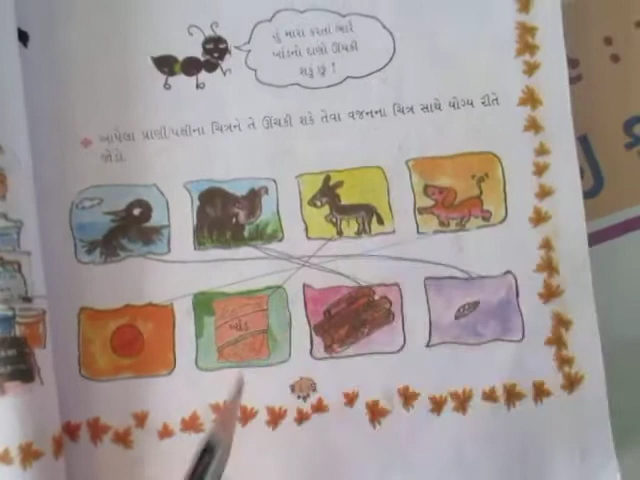 હું મારા કરતાં ભારે
ખાંડનો દાણો ઊંચકી
શકું છું !
આપેલા પ્રાણી/પક્ષીના ચિત્રને તે ઊંચકી શકે તેવા વજનના ચિત્ર સાથે યોગ્ય રીતે
જોડો.
ખાંડ